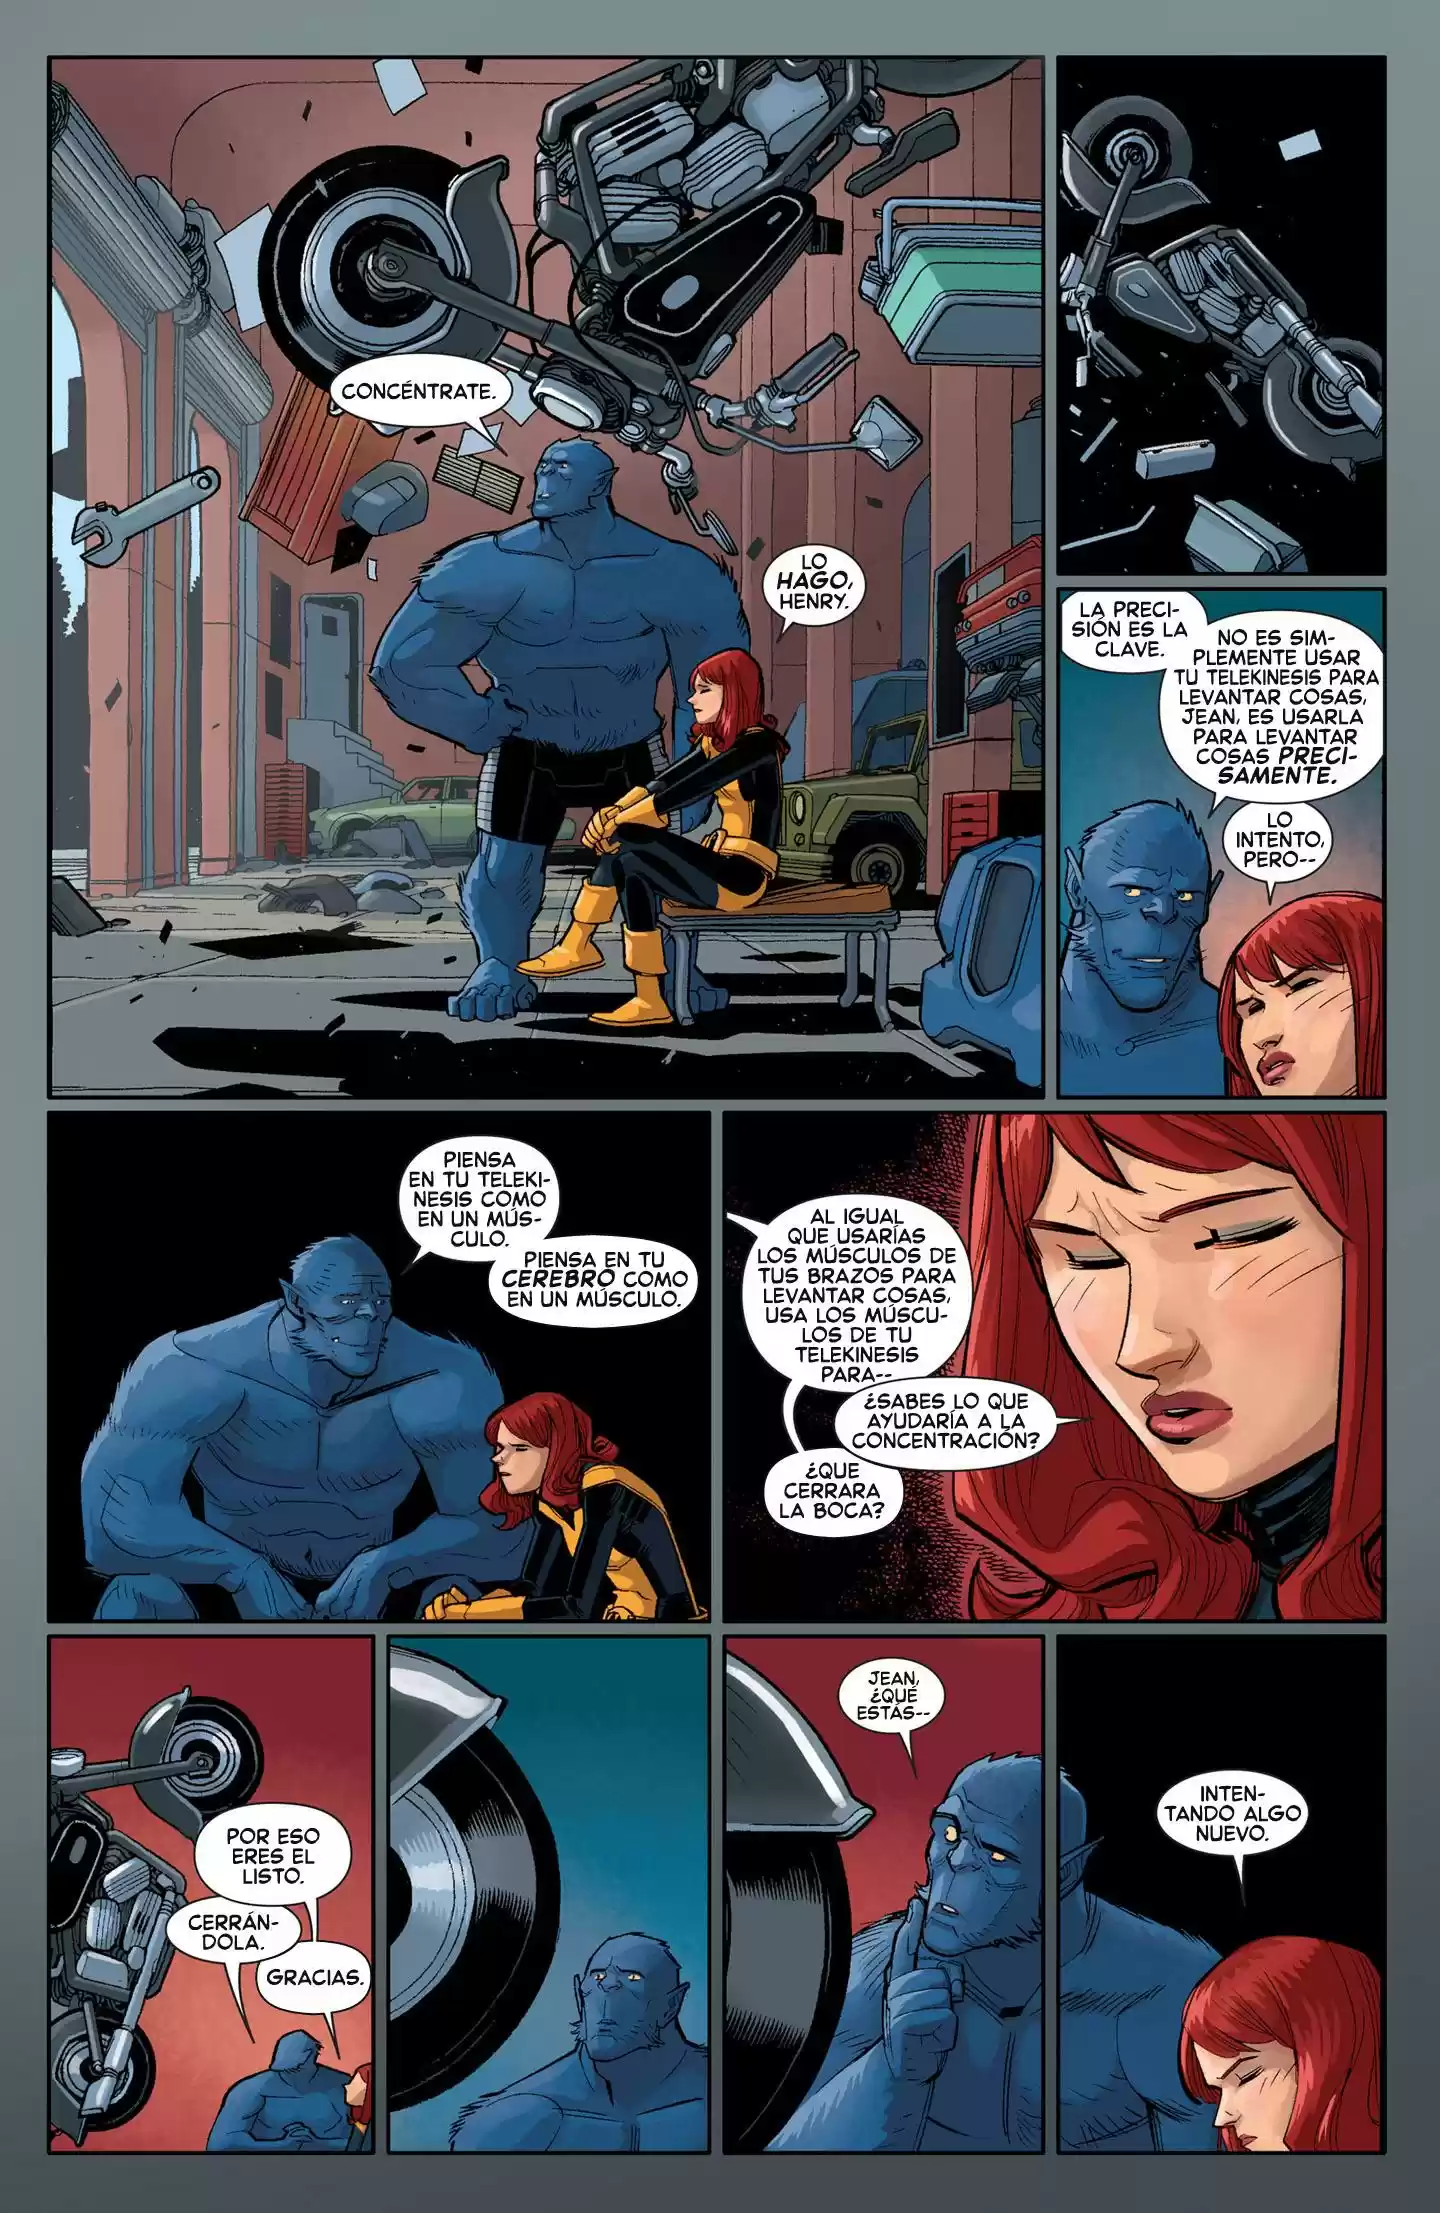 CONCÉNTRATE.
LO
HAGO,
HENRY.
LA PRECI-
SIÓN ES LA
CLAVE.
NO ES SIM-
PLEMENTE USAR
TU TELEKINESIS PARA
LEVANTAR COSAS,
JEAN, ES USARLA
PARA LEVANTAR
COSAS PRECI-
SAMENTE.
LO
INTENTO,
PERO--
PIENSA
EN TU TELEKI-
NESIS COMO
EN UN MÚS-
CULO.
PIENSA EN TU
CEREBRO COMO
EN UN MÚSCULO.
AL IGUAL
QUE USARÍAS
LOS MÚSCULOS DE
TUS BRAZOS PARA
LEVANTAR COSAS,
USA LOS MÚSCU-
LOS DE TU
TELEKINESIS
PARA--
¿SABES LO QUE
AYUDARÍA A LA
CONCENTRACIÓN?
¿QUE
CERRARA
LA BOCA?
POR ESO
ERES EL
LISTO.
CERRÁN-
DOLA.
GRACIAS.
JEAN,
¿QUÉ
ESTÁS--
INTEN-
TANDO ALGO
NUEVO.